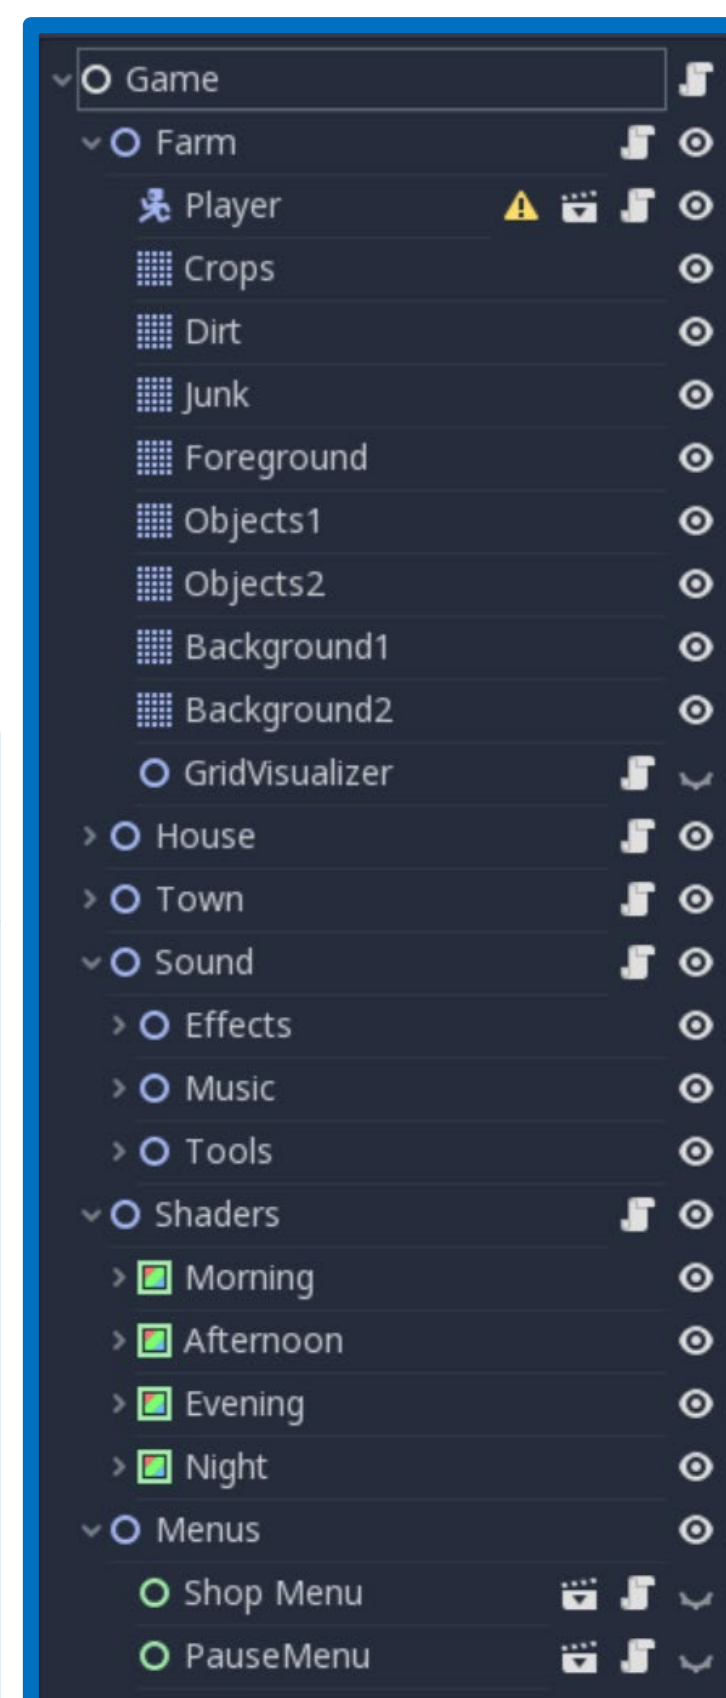 Game
Farm
Player
Crops
Dirt
Junk
Foreground
Objects1
Objects2
Background1
Background2
GridVisualizer
House
Town
Sound
Effects
Music
Tools
Shaders
Morning
Afternoon
Evening
Night
Menus
Shop Menu
PauseMenu